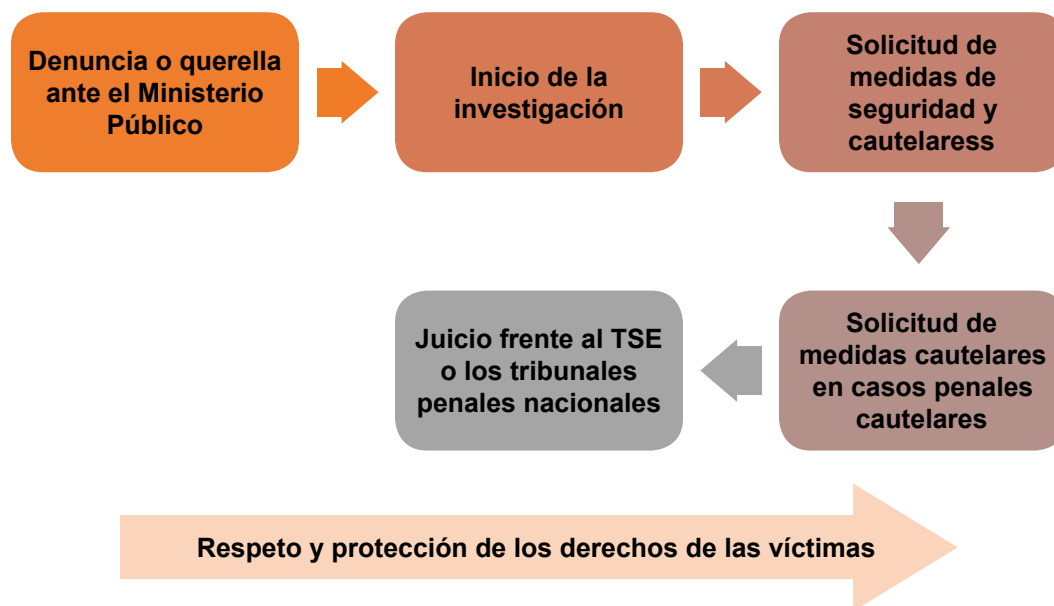 Denuncia o querella
ante el Ministerio
Público
Inicio de la
investigación
Solicitud de
medidas de
seguridad y
cautelaress
Solicitud de
medidas cautelares
en casos penales
cautelares
Juicio frente al TSE
o los tribunales
penales nacionales
Respeto y protección de los derechos de las víctimas